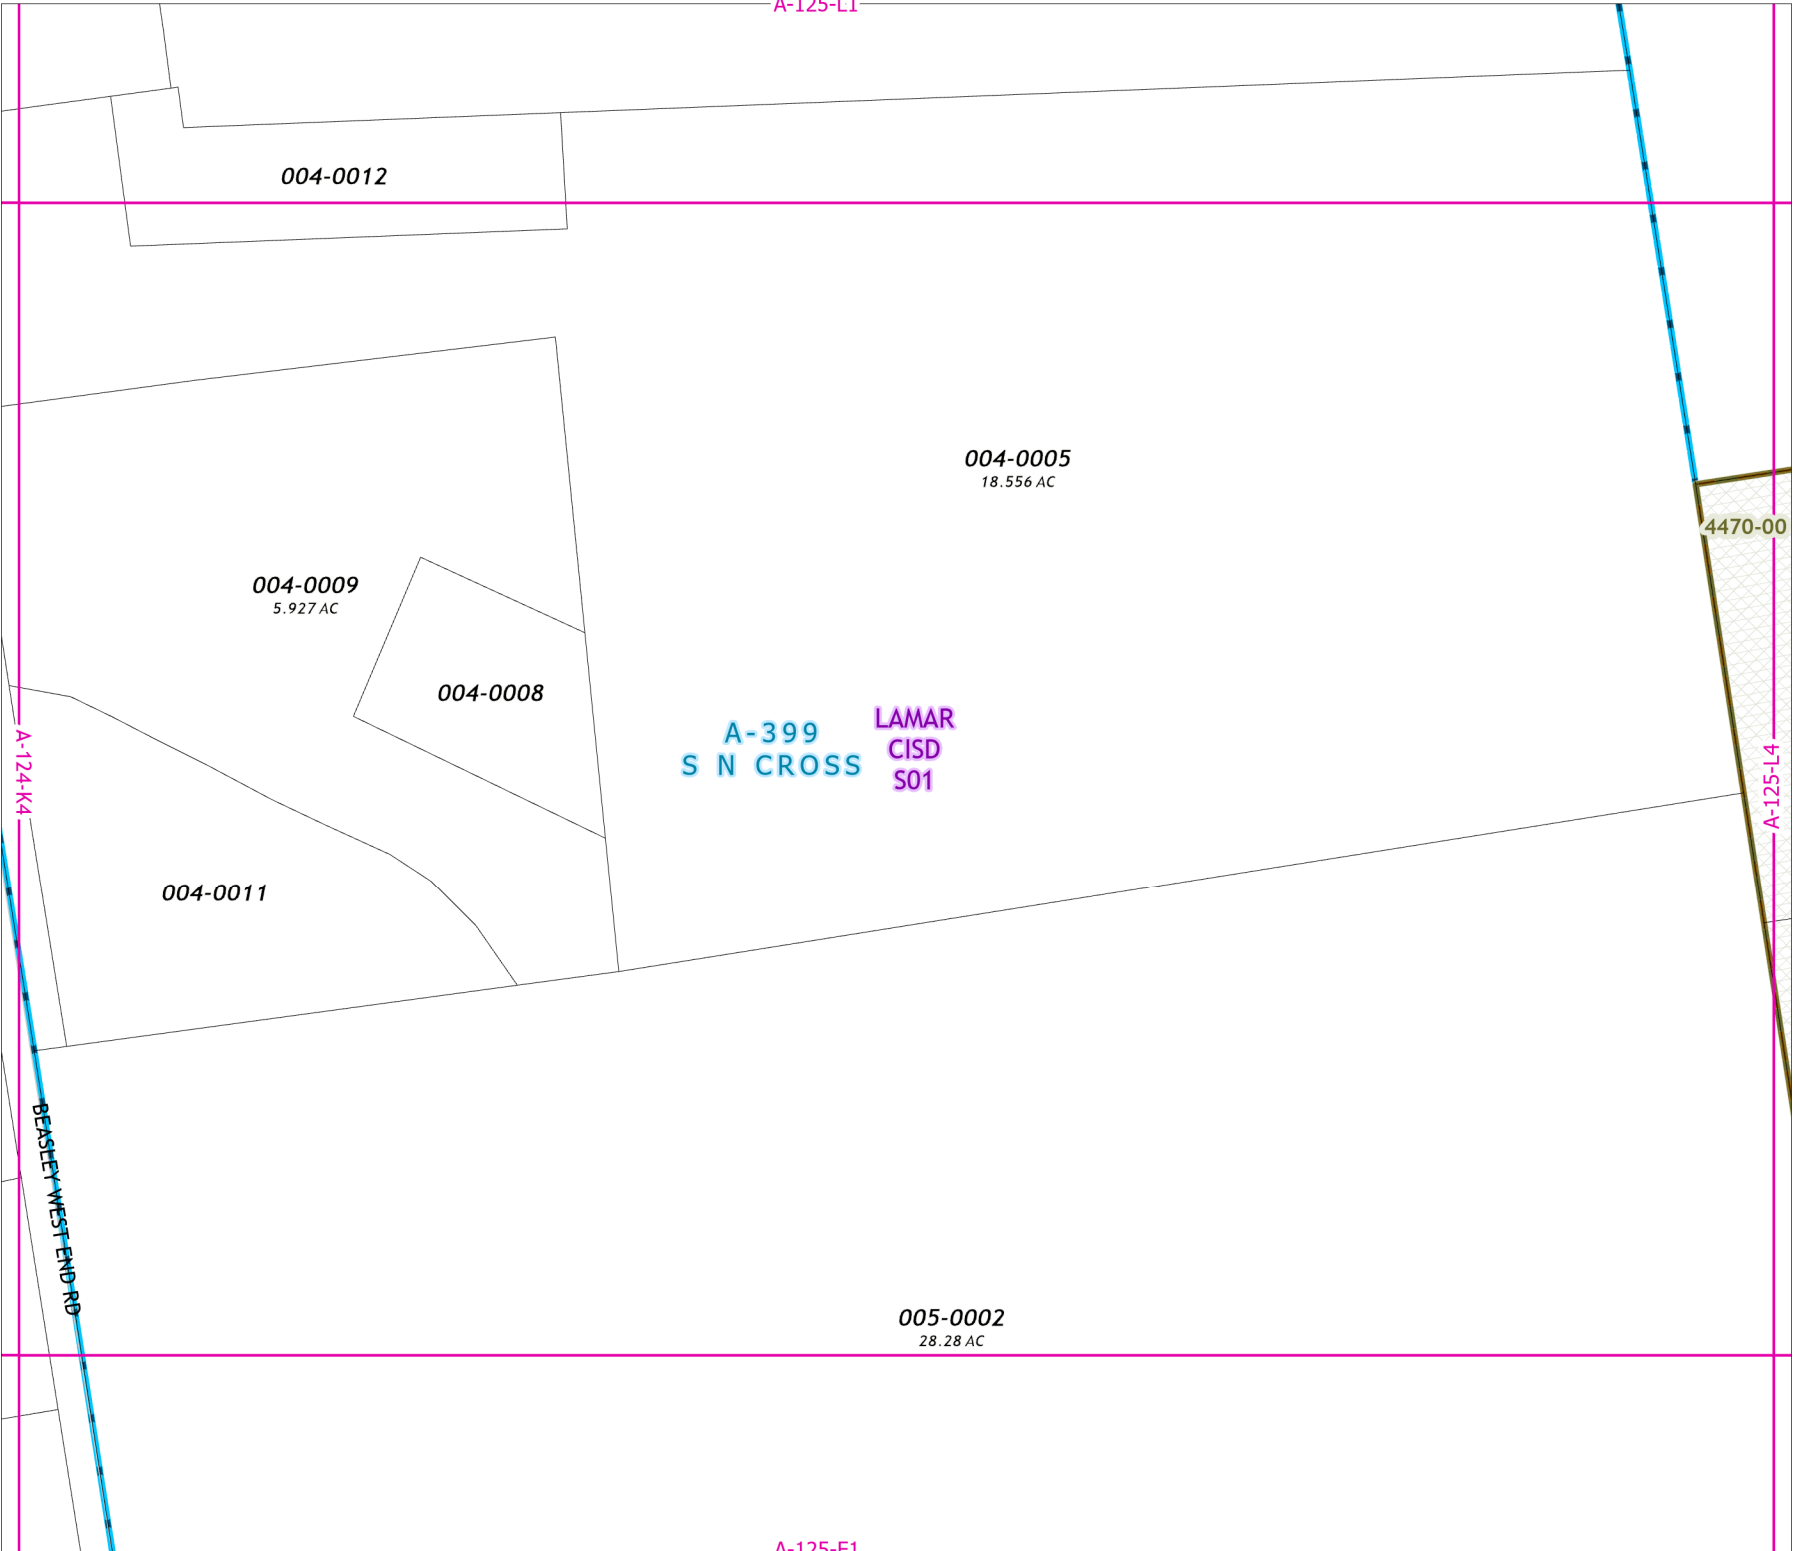 A-125-L1
004-0012
004-0005
18.556 AC
4470-00
004-0009
5.927 AC
004-0008
A-399
S N CROSS
LAMAR
CISD
S01
A-124-K4
A-125-L4
004-0011
BEASLEY WEST END RD
005-0002
28.28 AC